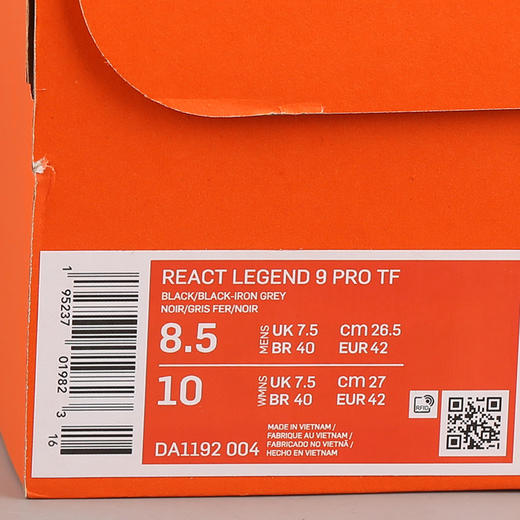 REACT LEGEND 9 PRO TF
BLACK/BLACK-IRON GREY
NOIR/GRIS FER/NOIR
8.5 MENS UK 7.5 CM 26.5
BR 40 EUR 42
10 WMNS UK 7.5 CM 27
BR 40 EUR 42
RFID
DA1192 004
MADE IN VIETNAM /
FABRIQUE AU VIETNAM /
FABRICADO NO VIETNÃ /
HECHO EN VIETNAM
1 95237 01982 3 16